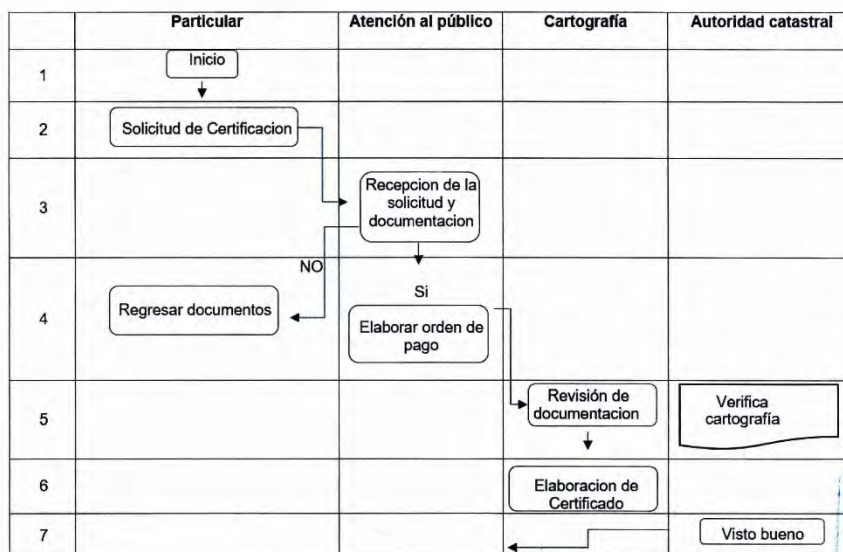 Particular Atención al público Cartografía Autoridad catastral
1 Inicio
2 Solicitud de Certificacion
3 Recepcion de la
solicitud y
documentacion
NO
4 Regresar documentos
Si
Elaborar orden de
pago
5 Revisión de
documentacion
Verifica
cartografía
6 Elaboracion de
Certificado
7 Visto bueno